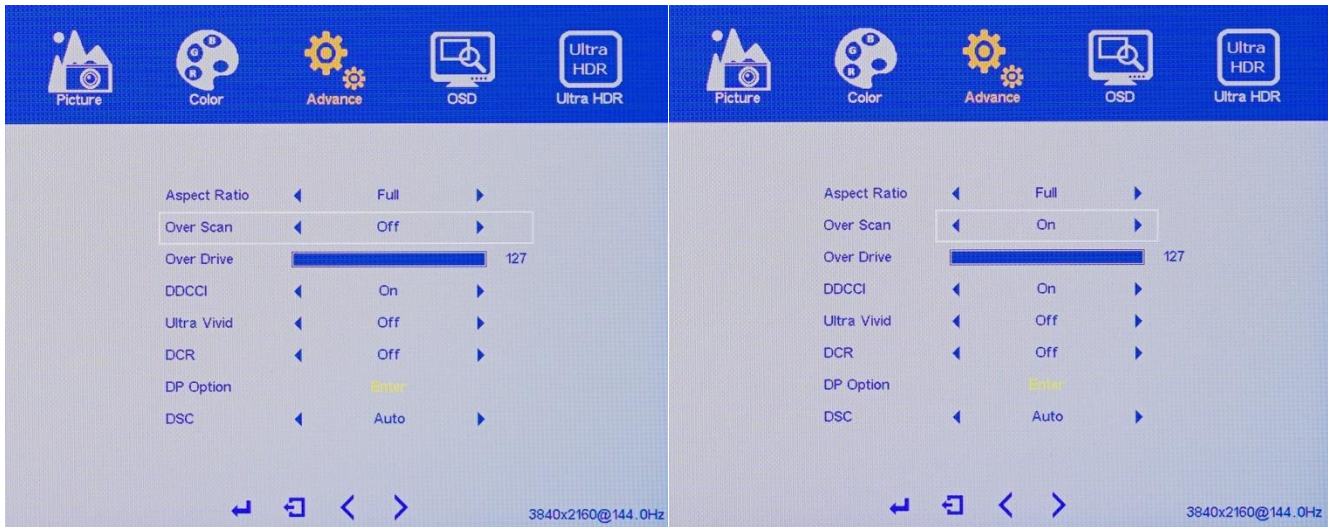 Ultra
HDR
Picture Color Advance OSD Ultra HDR
Aspect Ratio Full
Over Scan Off
Over Drive 127
DDCCI On
Ultra Vivid Off
DCR Off
DP Option Enter
DSC Auto
3840x2160@144.0Hz
Ultra
HDR
Picture Color Advance OSD Ultra HDR
Aspect Ratio Full
Over Scan On
Over Drive 127
DDCCI On
Ultra Vivid Off
DCR Off
DP Option Enter
DSC Auto
3840x2160@144.0Hz